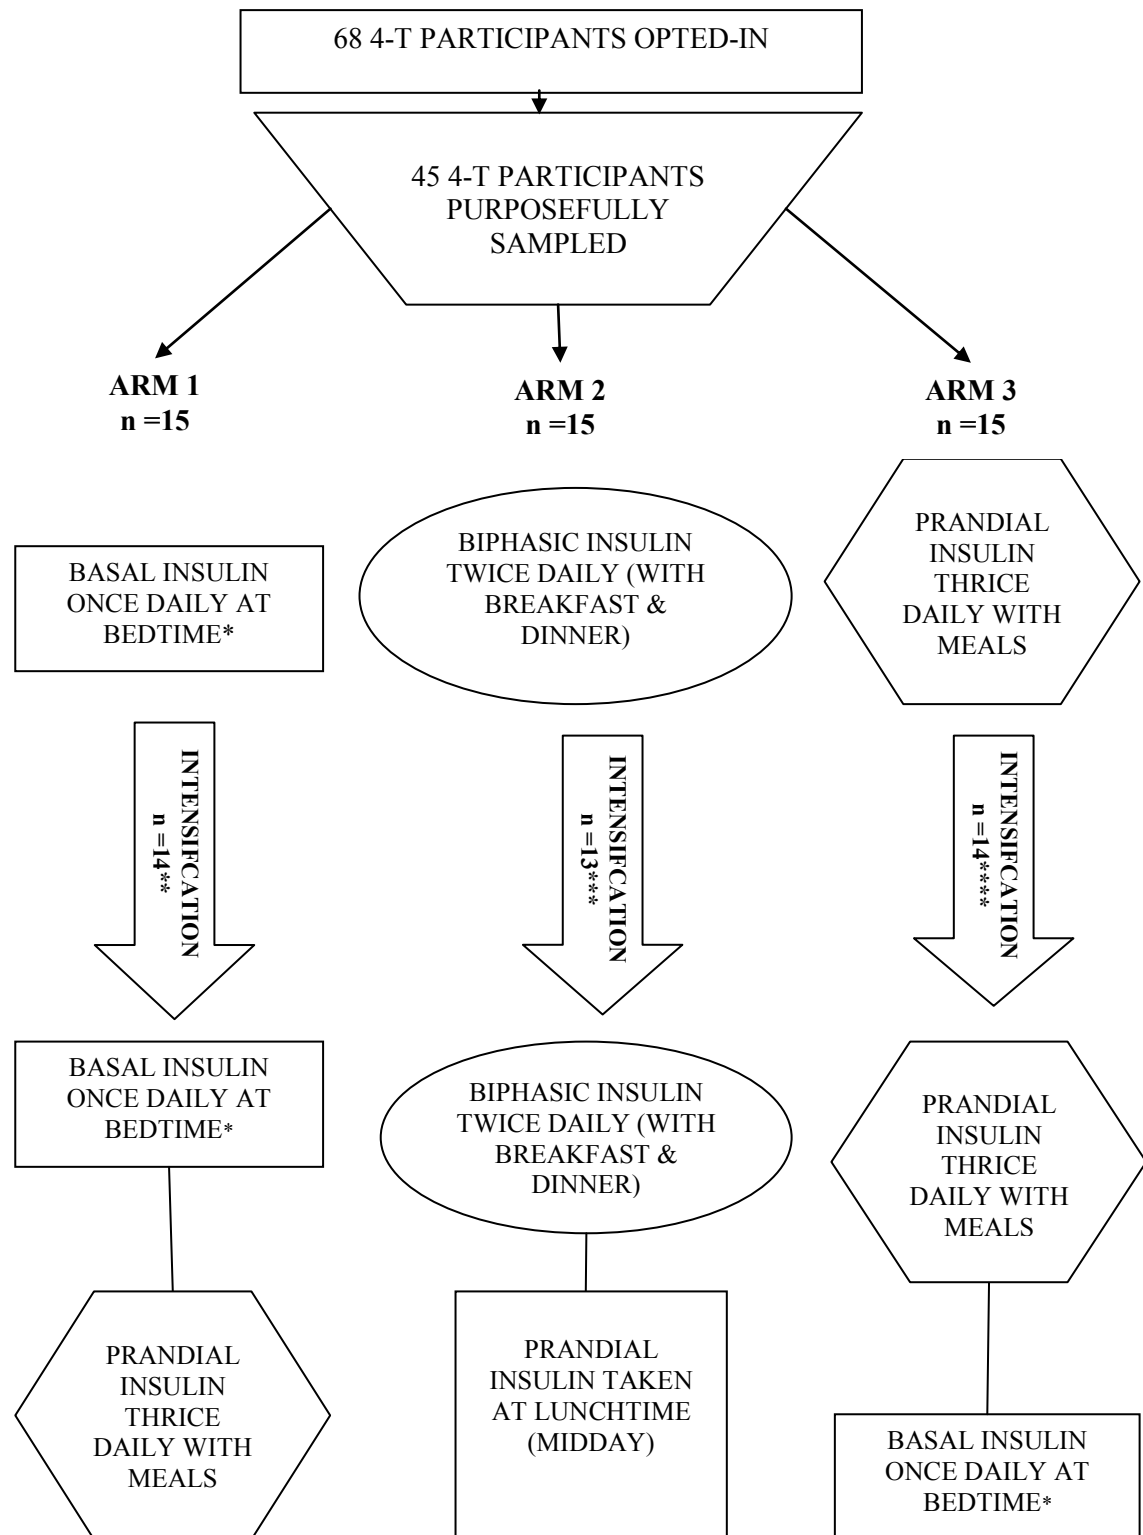 68 4-T PARTICIPANTS OPTED-IN
45 4-T PARTICIPANTS
PURPOSEFULLY
SAMPLED
ARM 1
n =15
ARM 2
n =15
ARM 3
n =15
BASAL INSULIN
ONCE DAILY AT
BEDTIME*
BIPHASIC INSULIN
TWICE DAILY (WITH
BREAKFAST &
DINNER)
PRANDIAL
INSULIN
THRICE
DAILY WITH
MEALS
INTENSIFCATION
n =14**
INTENSIFCATION
n =13***
INTENSIFCATION
n =14****
BASAL INSULIN
ONCE DAILY AT
BEDTIME*
BIPHASIC INSULIN
TWICE DAILY (WITH
BREAKFAST &
DINNER)
PRANDIAL
INSULIN
THRICE
DAILY WITH
MEALS
PRANDIAL
INSULIN
THRICE
DAILY WITH
MEALS
PRANDIAL
INSULIN TAKEN
AT LUNCHTIME
(MIDDAY)
BASAL INSULIN
ONCE DAILY AT
BEDTIME*